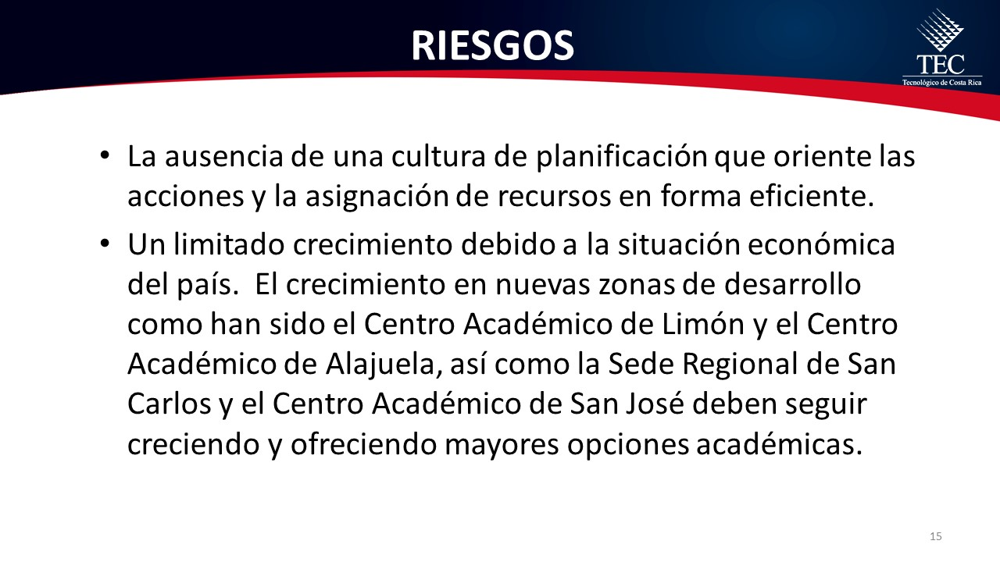 RIESGOS
TEC
Tecnológico de Costa Rica
• La ausencia de una cultura de planificación que oriente las
acciones y la asignación de recursos en forma eficiente.
• Un limitado crecimiento debido a la situación económica
del país.  El crecimiento en nuevas zonas de desarrollo
como han sido el Centro Académico de Limón y el Centro
Académico de Alajuela, así como la Sede Regional de San
Carlos y el Centro Académico de San José deben seguir
creciendo y ofreciendo mayores opciones académicas.
15